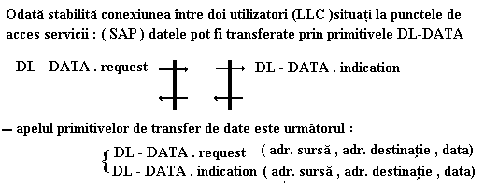 Odată stabilită conexiunea între doi utilizatori (LLC )situați la punctele de
acces servicii : ( SAP ) datele pot fi transferate prin primitivele DL-DATA
DL DATA . request DL - DATA . indication
– apelul primitivelor de transfer de date este următorul :
DL - DATA . request ( adr. sursă , adr. destinație , data)
DL - DATA . indication ( adr. sursă , adr. destinație , data)